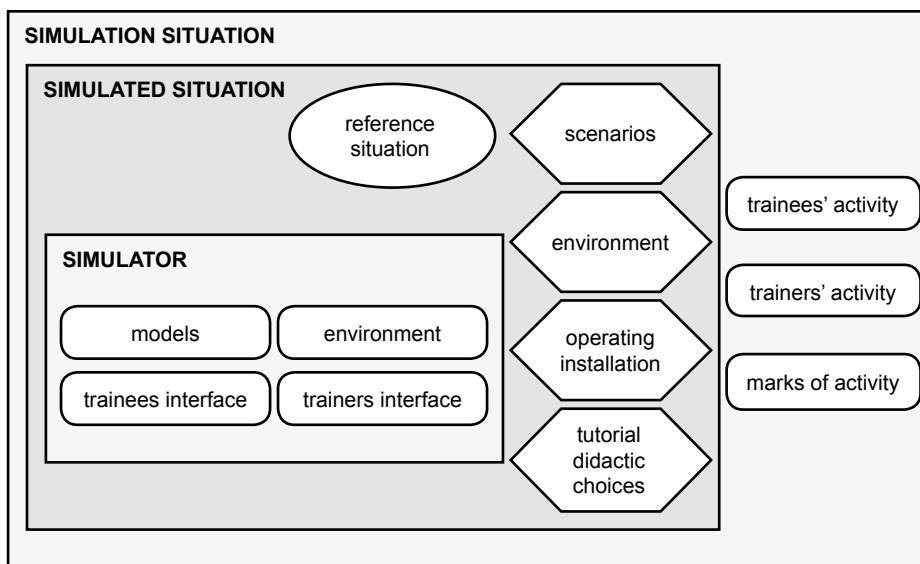 SIMULATION SITUATION
SIMULATED SITUATION
reference
situation
scenarios
trainees’ activity
environment
SIMULATOR
trainers’ activity
models
environment
operating
installation
trainees interface
trainers interface
marks of activity
tutorial
didactic
choices